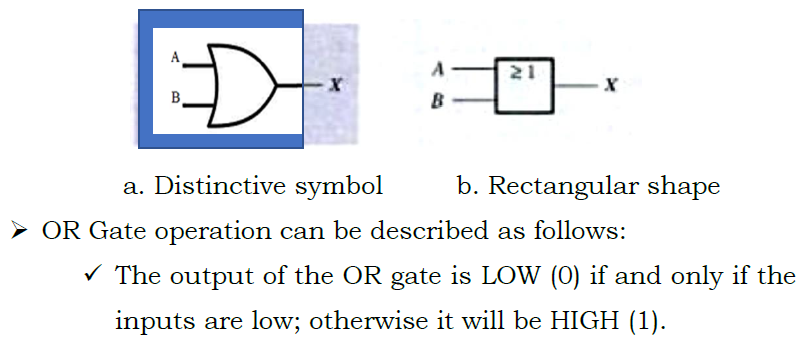 A
B
X
A
B
≥1
X
a. Distinctive symbol b. Rectangular shape
➢ OR Gate operation can be described as follows:
✓ The output of the OR gate is LOW (0) if and only if the
inputs are low; otherwise it will be HIGH (1).